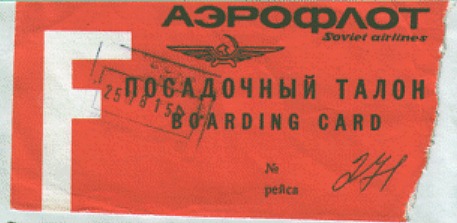 АЭРОФЛОТ
Soviet airlines
F
ПОСАДОЧНЫЙ ТАЛОН
BOARDING CARD
№
рейса 271